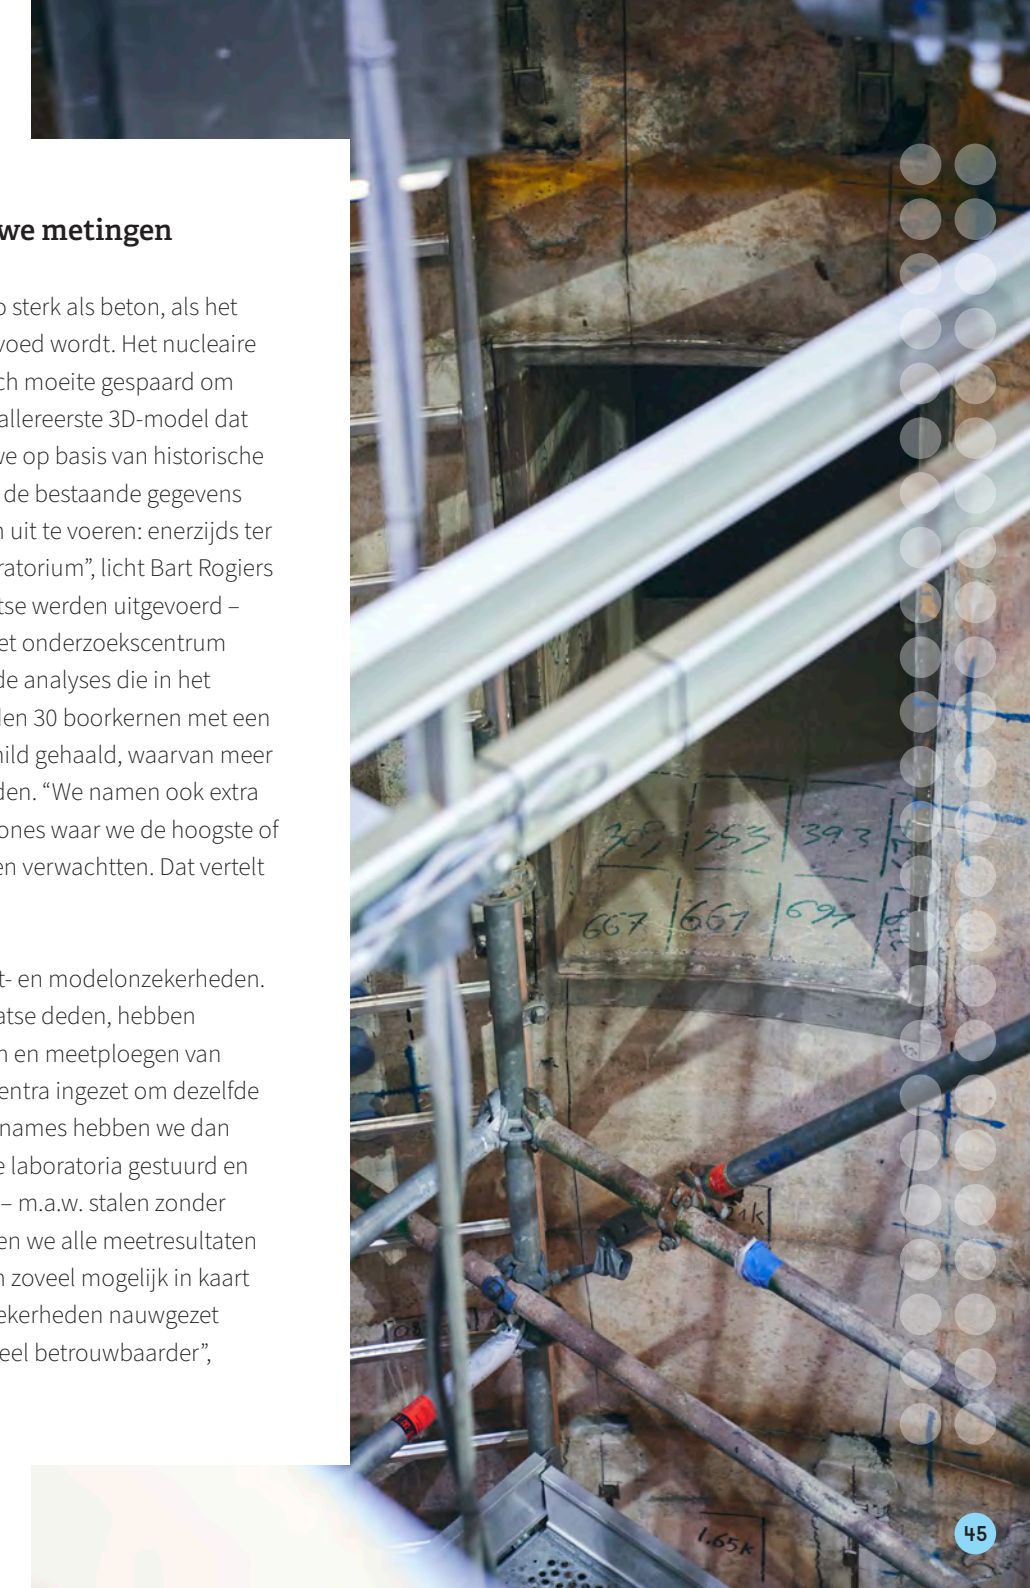 we metingen
o sterk als beton, als het
voed wordt. Het nucleaire
ch moeite gespaard om
allereerste 3D-model dat
we op basis van historische
de bestaande gegevens
n uit te voeren: enerzijds ter
ratorium”, licht Bart Rogiers
tse werden uitgevoerd –
et onderzoekscentrum
de analyses die in het
len 30 boorkernen met een
hild gehaald, waarvan meer
den. “We namen ook extra
ones waar we de hoogste of
en verwachtten. Dat vertelt
t- en modelonzekerheden.
atse deden, hebben
n en meetploegen van
entra ingezet om dezelfde
names hebben we dan
e laboratoria gestuurd en
– m.a.w. stalen zonder
en we alle meetresultaten
n zoveel mogelijk in kaart
ekerheden nauwgezet
eel betrouwbaarder”,
353 393
667 661 691
1.65k
45